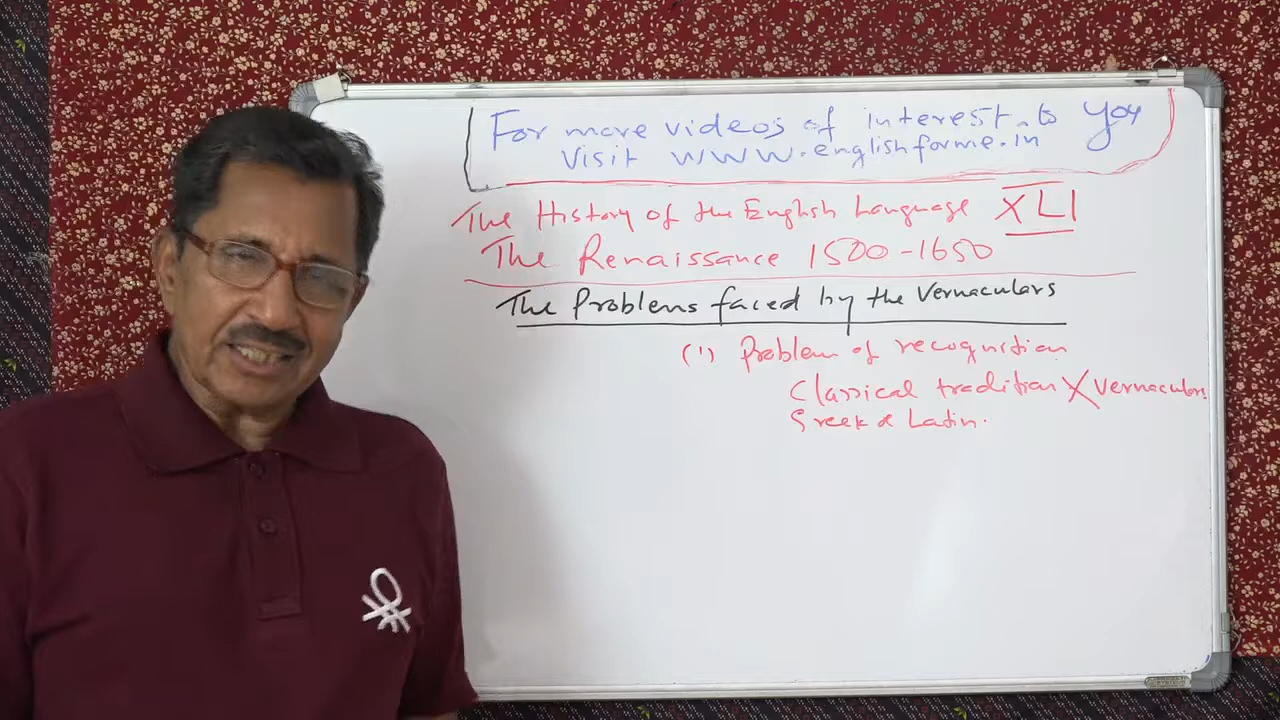 For more videos of interest to you
Visit www.englishforme.in
The History of the English Language XLI
The Renaissance 1500-1650
The Problems faced by the Vernaculars
(1) Problem of recognition
Classical tradition X Vernaculars
Greek & Latin.